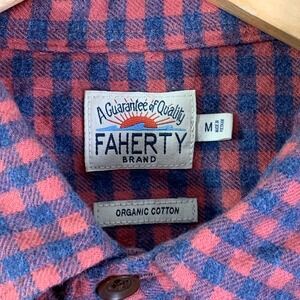 A Guarantee of Quality
FAHERTY
BRAND
M
ORGANIC COTTON